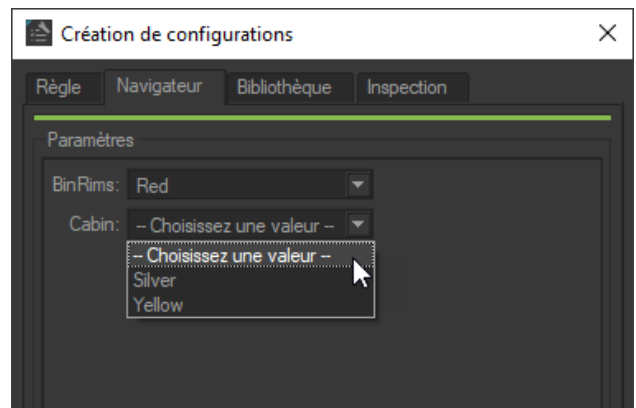 Création de configurations
Règle Navigateur Bibliothèque Inspection
Paramètres
BinRims: Red
Cabin: -- Choisissez une valeur --
-- Choisissez une valeur --
Silver
Yellow